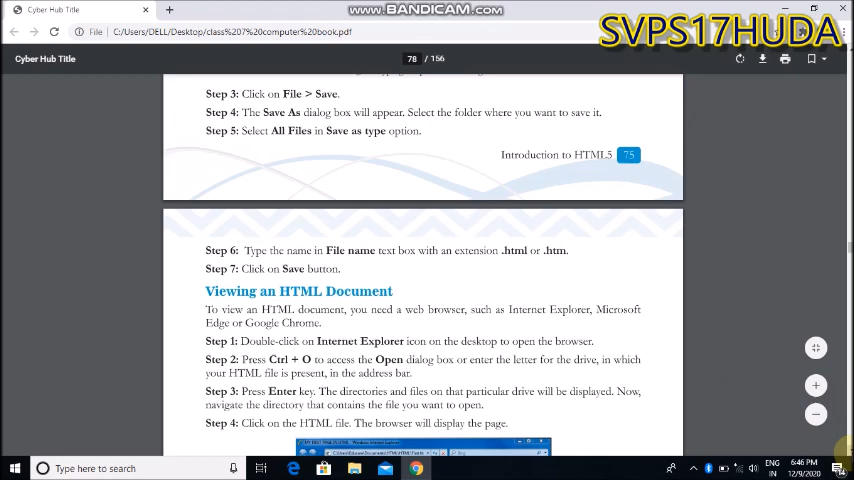 Cyber Hub Title
www.BANDICAM.com
File | C:/Users/DELL/Desktop/class%207%20computer%20book.pdf
SVPS17HUDA
Cyber Hub Title
78 / 156
Step 3: Click on File > Save.
Step 4: The Save As dialog box will appear. Select the folder where you want to save it.
Step 5: Select All Files in Save as type option.
Introduction to HTML5 75
Step 6: Type the name in File name text box with an extension .html or .htm.
Step 7: Click on Save button.
Viewing an HTML Document
To view an HTML document, you need a web browser, such as Internet Explorer, Microsoft
Edge or Google Chrome.
Step 1: Double-click on Internet Explorer icon on the desktop to open the browser.
Step 2: Press Ctrl + O to access the Open dialog box or enter the letter for the drive, in which
your HTML file is present, in the address bar.
Step 3: Press Enter key. The directories and files on that particular drive will be displayed. Now,
navigate the directory that contains the file you want to open.
Step 4: Click on the HTML file. The browser will display the page.
Type here to search
ENG
IN
6:46 PM
12/9/2020
14